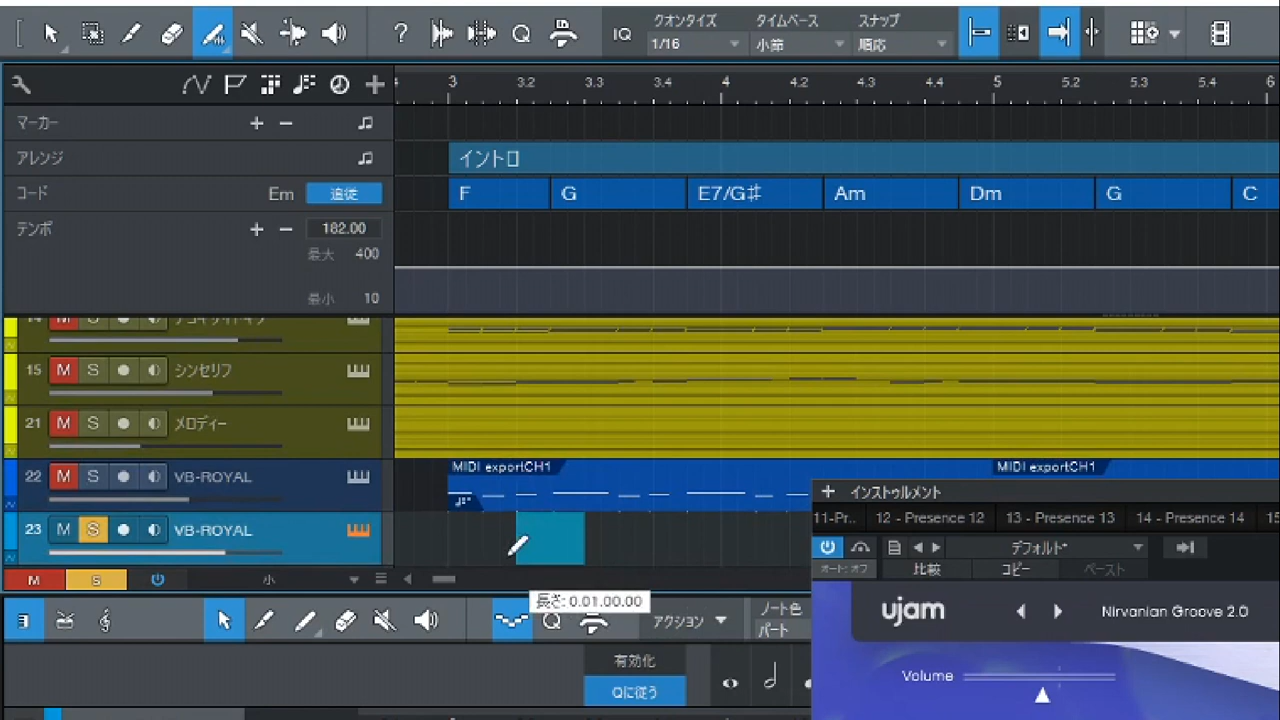 ? IQ クオンタイズ タイムベース スナップ
1/16 小節 順応
3 3.2 3.3 3.4 4 4.2 4.3 4.4 5 5.2 5.3 5.4 6
マーカー + −
アレンジ イントロ
コード Em 追従 F G E7/G♯ Am Dm G C
テンポ + − 182.00
最大 400
最小 10
14 M S
15 M S シンセリフ
21 M S メロディー
22 M S VB-ROYAL MIDI exportCH1 MIDI exportCH1
23 M S VB-ROYAL
M S 小
+ インストゥルメント
11-Pr.. 12 - Presence 12 13 - Presence 13 14 - Presence 14 15
デフォルト*
オート: オフ 比較 コピー ペースト
長さ: 0.01.00.00
Q アクション ノート色
パート
ujam Nirvanian Groove 2.0
有効化
Qに従う
Volume